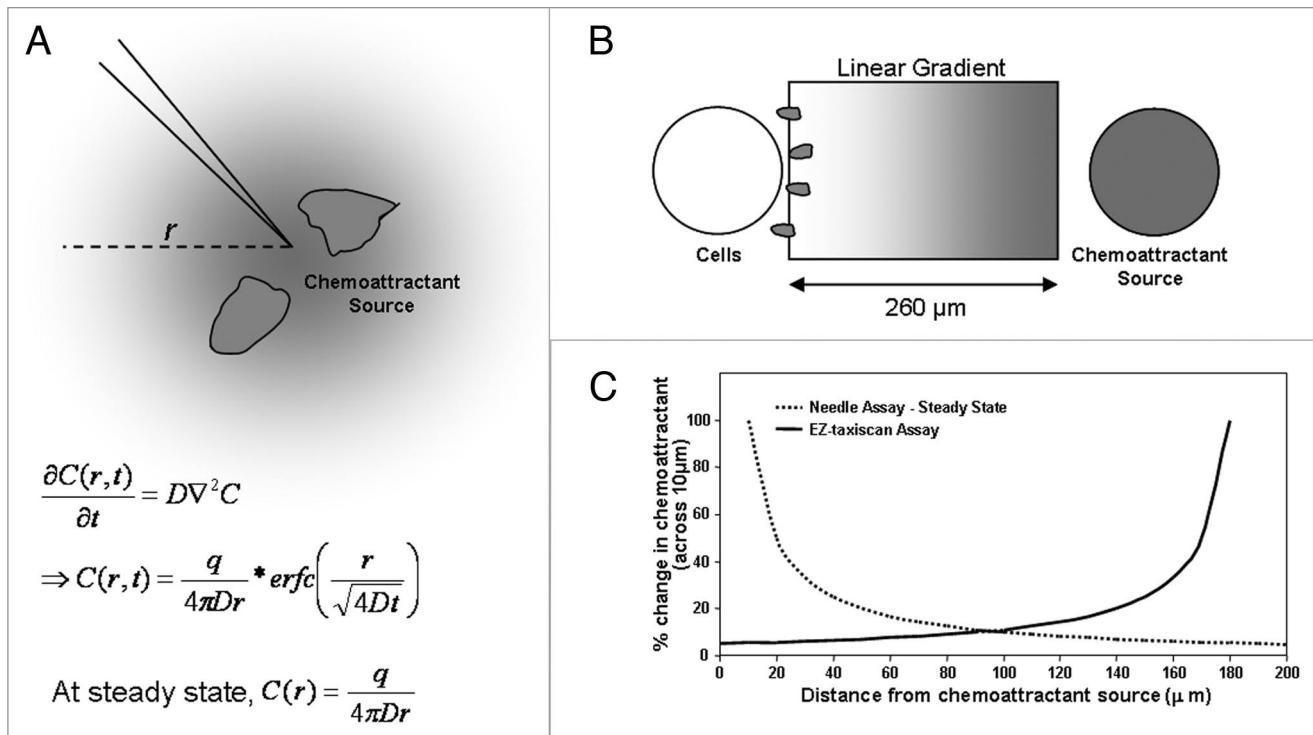 A
r
Chemoattractant
Source
∂C(r,t)/∂t = D∇²C
⇒ C(r,t) = q/4πDr * erfc(r/√4Dt)
At steady state, C(r) = q/4πDr
B
Linear Gradient
Cells
Chemoattractant
Source
260 µm
C
% change in chemoattractant
(across 10µm)
Needle Assay - Steady State
EZ-taxiscan Assay
100
80
60
40
20
0
0 20 40 60 80 100 120 140 160 180 200
Distance from chemoattractant source (µ m)